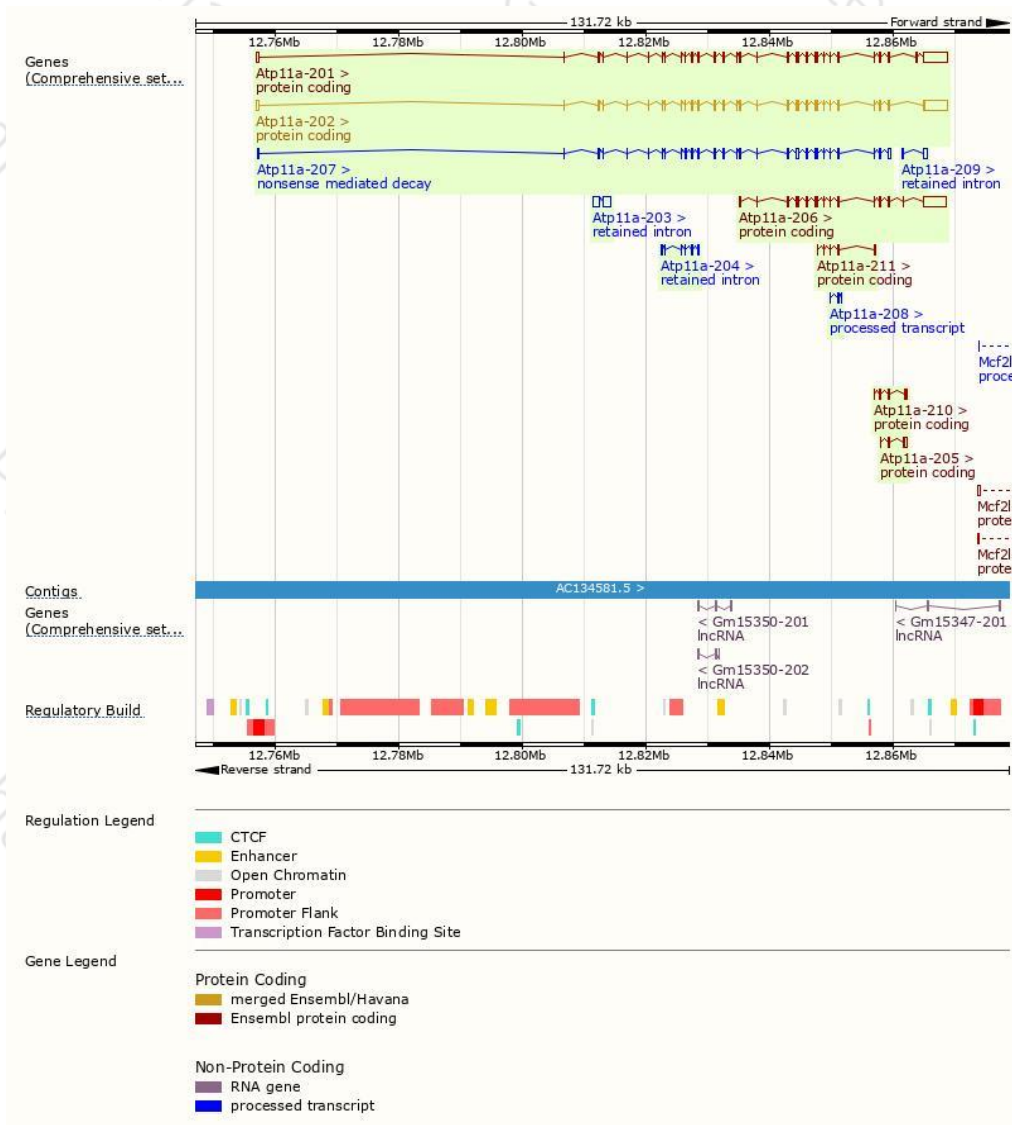 131.72 kb Forward strand
12.76Mb 12.78Mb 12.80Mb 12.82Mb 12.84Mb 12.86Mb
Genes
(Comprehensive set...
Atp11a-201 >
protein coding
Atp11a-202 >
protein coding
Atp11a-207 > Atp11a-209 >
nonsense mediated decay retained intron
Atp11a-203 > Atp11a-206 >
retained intron protein coding
Atp11a-204 > Atp11a-211 >
retained intron protein coding
Atp11a-208 >
processed transcript
Mcf2l
proce
Atp11a-210 >
protein coding
Atp11a-205 >
protein coding
Mcf2l
prote
Mcf2l
prote
Contigs AC134581.5 >
Genes
(Comprehensive set...
< Gm15350-201 < Gm15347-201
lncRNA lncRNA
< Gm15350-202
lncRNA
Regulatory Build
12.76Mb 12.78Mb 12.80Mb 12.82Mb 12.84Mb 12.86Mb
Reverse strand 131.72 kb
Regulation Legend
CTCF
Enhancer
Open Chromatin
Promoter
Promoter Flank
Transcription Factor Binding Site
Gene Legend
Protein Coding
merged Ensembl/Havana
Ensembl protein coding
Non-Protein Coding
RNA gene
processed transcript